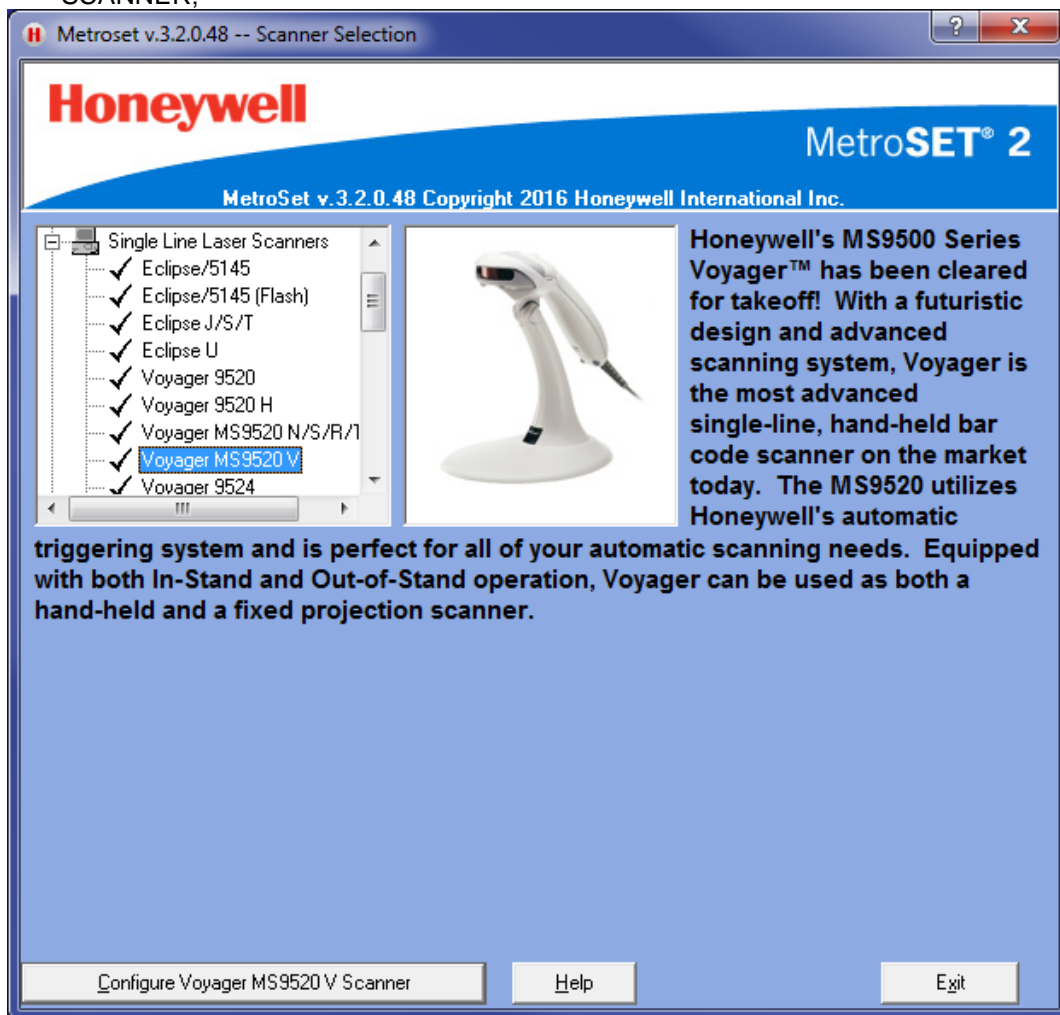 SCANNER;
Metroset v.3.2.0.48 -- Scanner Selection
Honeywell
MetroSET® 2
MetroSet v.3.2.0.48 Copyright 2016 Honeywell International Inc.
Single Line Laser Scanners
Eclipse/5145
Eclipse/5145 (Flash)
Eclipse J/S/T
Eclipse U
Voyager 9520
Voyager 9520 H
Voyager MS9520 N/S/R/T
Voyager MS9520 V
Voyager 9524
Honeywell's MS9500 Series
Voyager™ has been cleared
for takeoff! With a futuristic
design and advanced
scanning system, Voyager is
the most advanced
single-line, hand-held bar
code scanner on the market
today. The MS9520 utilizes
Honeywell's automatic
triggering system and is perfect for all of your automatic scanning needs. Equipped
with both In-Stand and Out-of-Stand operation, Voyager can be used as both a
hand-held and a fixed projection scanner.
Configure Voyager MS9520 V Scanner
Help
Exit